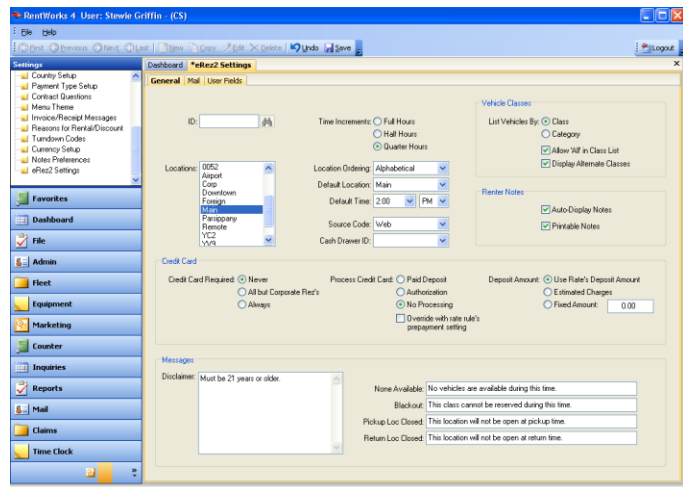 RentWorks 4 User: Stewie Griffin - (CS)
File Help
First Previous Next Last New Copy Edit Delete Undo Save Logout
Settings
Country Setup
Payment Type Setup
Contract Questions
Menu Theme
Invoice/Receipt Messages
Reasons for Rental/Discount
Turndown Codes
Currency Setup
Notes Preferences
eRez2 Settings
Favorites
Dashboard
File
Admin
Fleet
Equipment
Marketing
Counter
Inquiries
Reports
Mail
Claims
Time Clock
Dashboard *eRez2 Settings
General Mail User Fields
ID:
Time Increments: Full Hours
Half Hours
Quarter Hours
Locations: 0052
Airport
Corp
Downtown
Foreign
Main
Parsippany
Remote
YC2
YV9
Location Ordering: Alphabetical
Default Location: Main
Default Time: 2:00 PM
Source Code: Web
Cash Drawer ID:
Vehicle Classes
List Vehicles By: Class
Category
Allow 'All' in Class List
Display Alternate Classes
Renter Notes
Auto-Display Notes
Printable Notes
Credit Card
Credit Card Required: Never
All but Corporate Rez's
Always
Process Credit Card: Paid Deposit
Authorization
No Processing
Override with rate rule's
prepayment setting
Deposit Amount: Use Rate's Deposit Amount
Estimated Charges
Fixed Amount: 0.00
Messages
Disclaimer: Must be 21 years or older.
None Available: No vehicles are available during this time.
Blackout: This class cannot be reserved during this time.
Pickup Loc Closed: This location will not be open at pickup time.
Return Loc Closed: This location will not be open at return time.